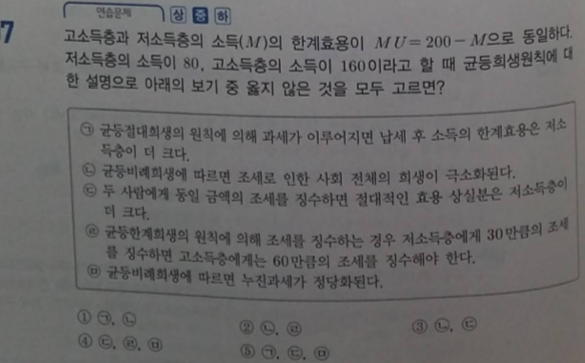 7
연습문제 상 중 하
고소득층과 저소득층의 소득(M)의 한계효용이 MU = 200 - M으로 동일하다.
저소득층의 소득이 80, 고소득층의 소득이 160이라고 할 때 균등희생원칙에 대
한 설명으로 아래의 보기 중 옳지 않은 것을 모두 고르면?
㉠ 균등절대희생의 원칙에 의해 과세가 이루어지면 납세 후 소득의 한계효용은 저소
득층이 더 크다.
㉡ 균등비례희생에 따르면 조세로 인한 사회 전체의 희생이 극소화된다.
㉢ 두 사람에게 동일 금액의 조세를 징수하면 절대적인 효용 상실분은 저소득층이
더 크다.
㉣ 균등한계희생의 원칙에 의해 조세를 징수하는 경우 저소득층에게 30만큼의 조세
를 징수하면 고소득층에게는 60만큼의 조세를 징수해야 한다.
㉤ 균등비례희생에 따르면 누진과세가 정당화된다.
① ㉠, ㉡ ② ㉡, ㉣ ③ ㉡, ㉢
④ ㉢, ㉣, ㉤ ⑤ ㉠, ㉢, ㉤